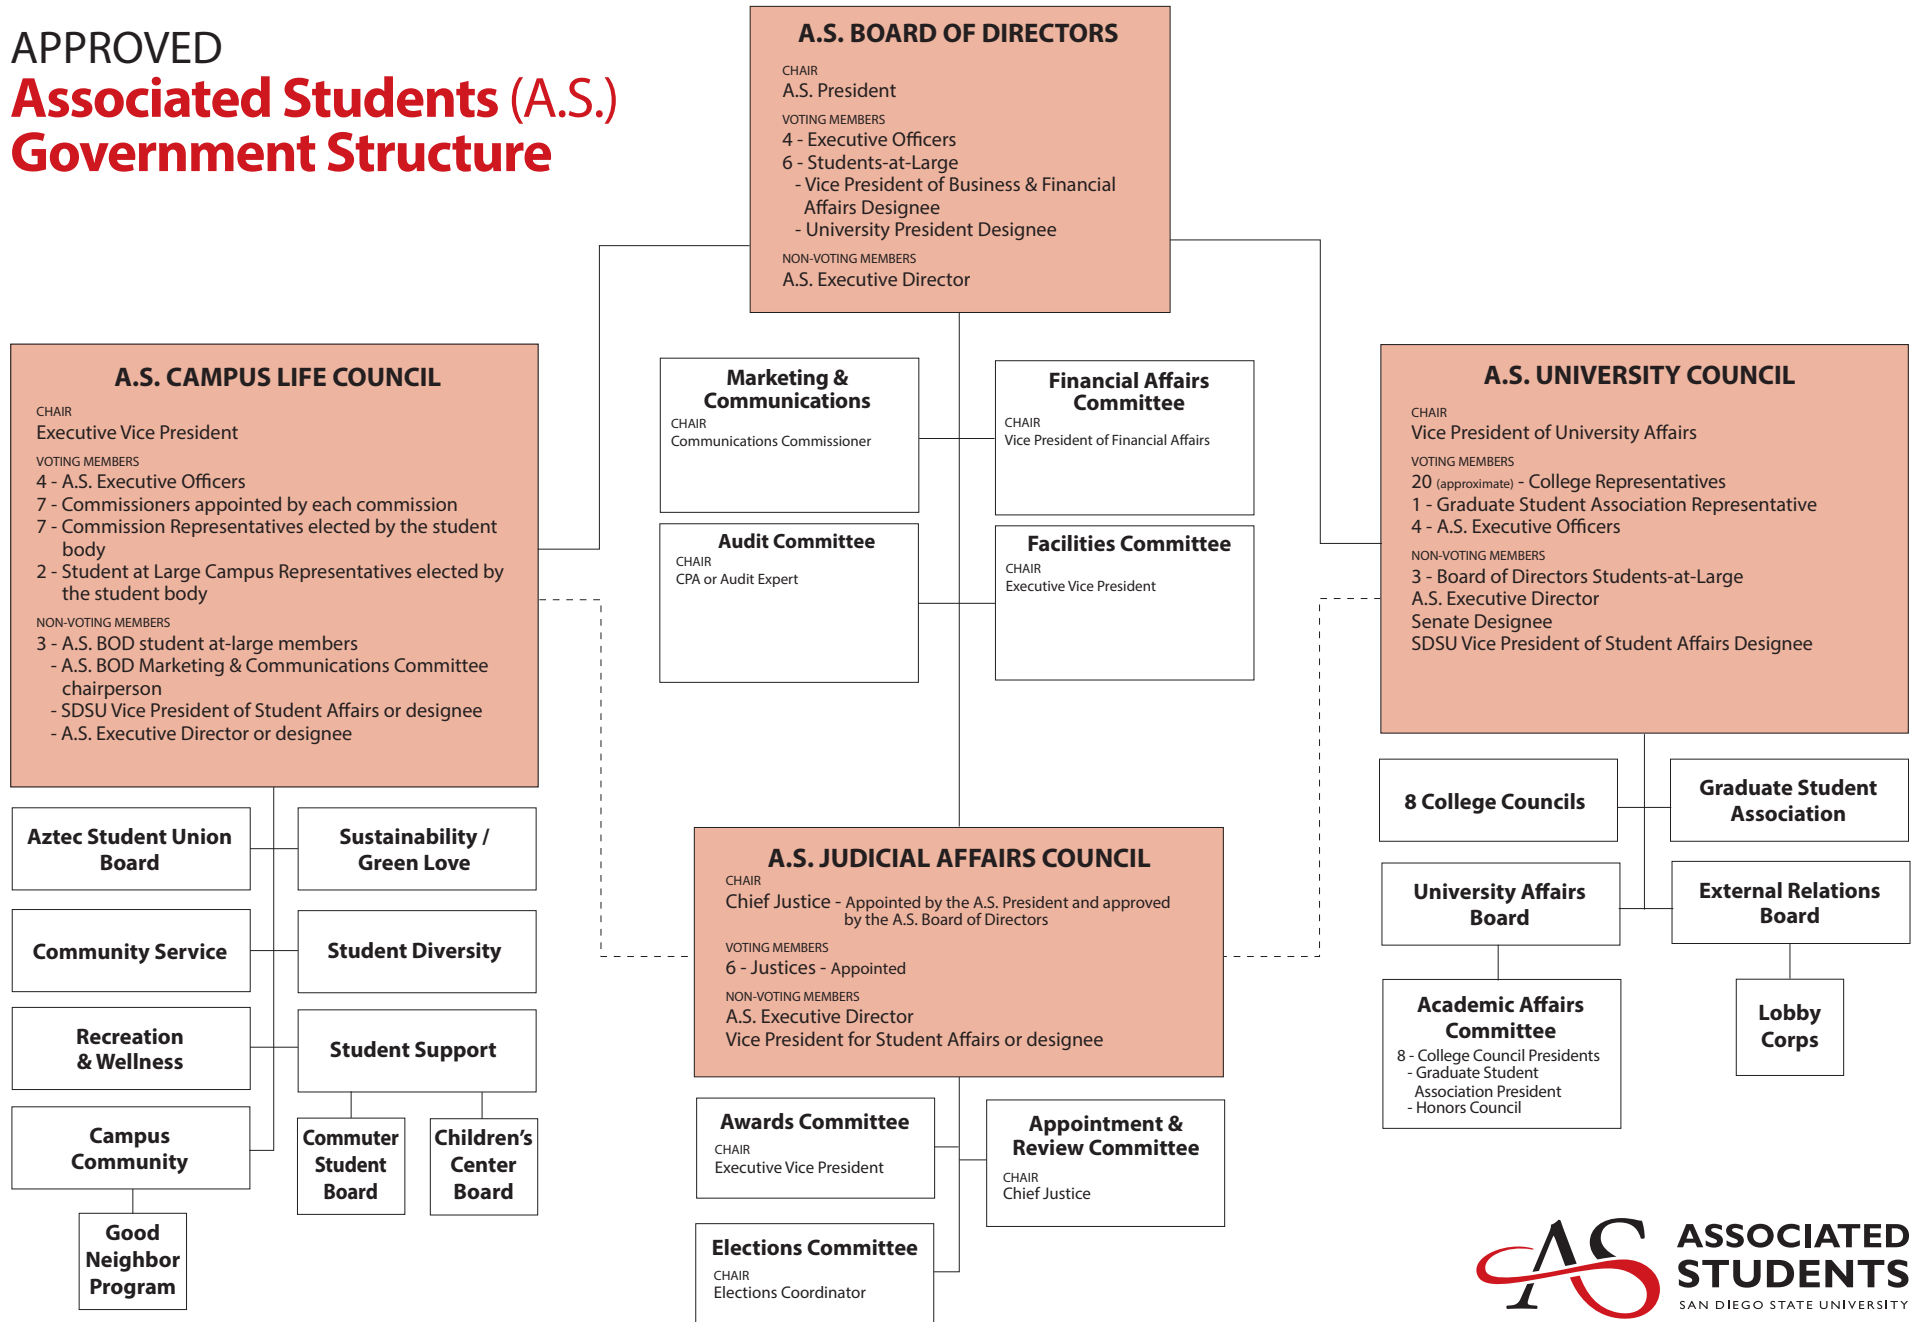 APPROVED
Associated Students (A.S.)
Government Structure
A.S. BOARD OF DIRECTORS
CHAIR
A.S. President
VOTING MEMBERS
4 - Executive Officers
6 - Students-at-Large
- Vice President of Business & Financial
Affairs Designee
- University President Designee
NON-VOTING MEMBERS
A.S. Executive Director
A.S. CAMPUS LIFE COUNCIL
CHAIR
Executive Vice President
VOTING MEMBERS
4 - A.S. Executive Officers
7 - Commissioners appointed by each commission
7 - Commission Representatives elected by the student
body
2 - Student at Large Campus Representatives elected by
the student body
NON-VOTING MEMBERS
3 - A.S. BOD student at-large members
- A.S. BOD Marketing & Communications Committee
chairperson
- SDSU Vice President of Student Affairs or designee
- A.S. Executive Director or designee
Marketing &
Communications
CHAIR
Communications Commissioner
Financial Affairs
Committee
CHAIR
Vice President of Financial Affairs
Audit Committee
CHAIR
CPA or Audit Expert
Facilities Committee
CHAIR
Executive Vice President
A.S. UNIVERSITY COUNCIL
CHAIR
Vice President of University Affairs
VOTING MEMBERS
20 (approximate) - College Representatives
1 - Graduate Student Association Representative
4 - A.S. Executive Officers
NON-VOTING MEMBERS
3 - Board of Directors Students-at-Large
A.S. Executive Director
Senate Designee
SDSU Vice President of Student Affairs Designee
Aztec Student Union
Board
Sustainability /
Green Love
Community Service
Student Diversity
Recreation
& Wellness
Student Support
Campus
Community
Commuter
Student
Board
Children's
Center
Board
Good
Neighbor
Program
A.S. JUDICIAL AFFAIRS COUNCIL
CHAIR
Chief Justice - Appointed by the A.S. President and approved
by the A.S. Board of Directors
VOTING MEMBERS
6 - Justices - Appointed
NON-VOTING MEMBERS
A.S. Executive Director
Vice President for Student Affairs or designee
Awards Committee
CHAIR
Executive Vice President
Appointment &
Review Committee
CHAIR
Chief Justice
Elections Committee
CHAIR
Elections Coordinator
8 College Councils
Graduate Student
Association
University Affairs
Board
External Relations
Board
Academic Affairs
Committee
8 - College Council Presidents
- Graduate Student
Association President
- Honors Council
Lobby
Corps
AS
ASSOCIATED
STUDENTS
SAN DIEGO STATE UNIVERSITY